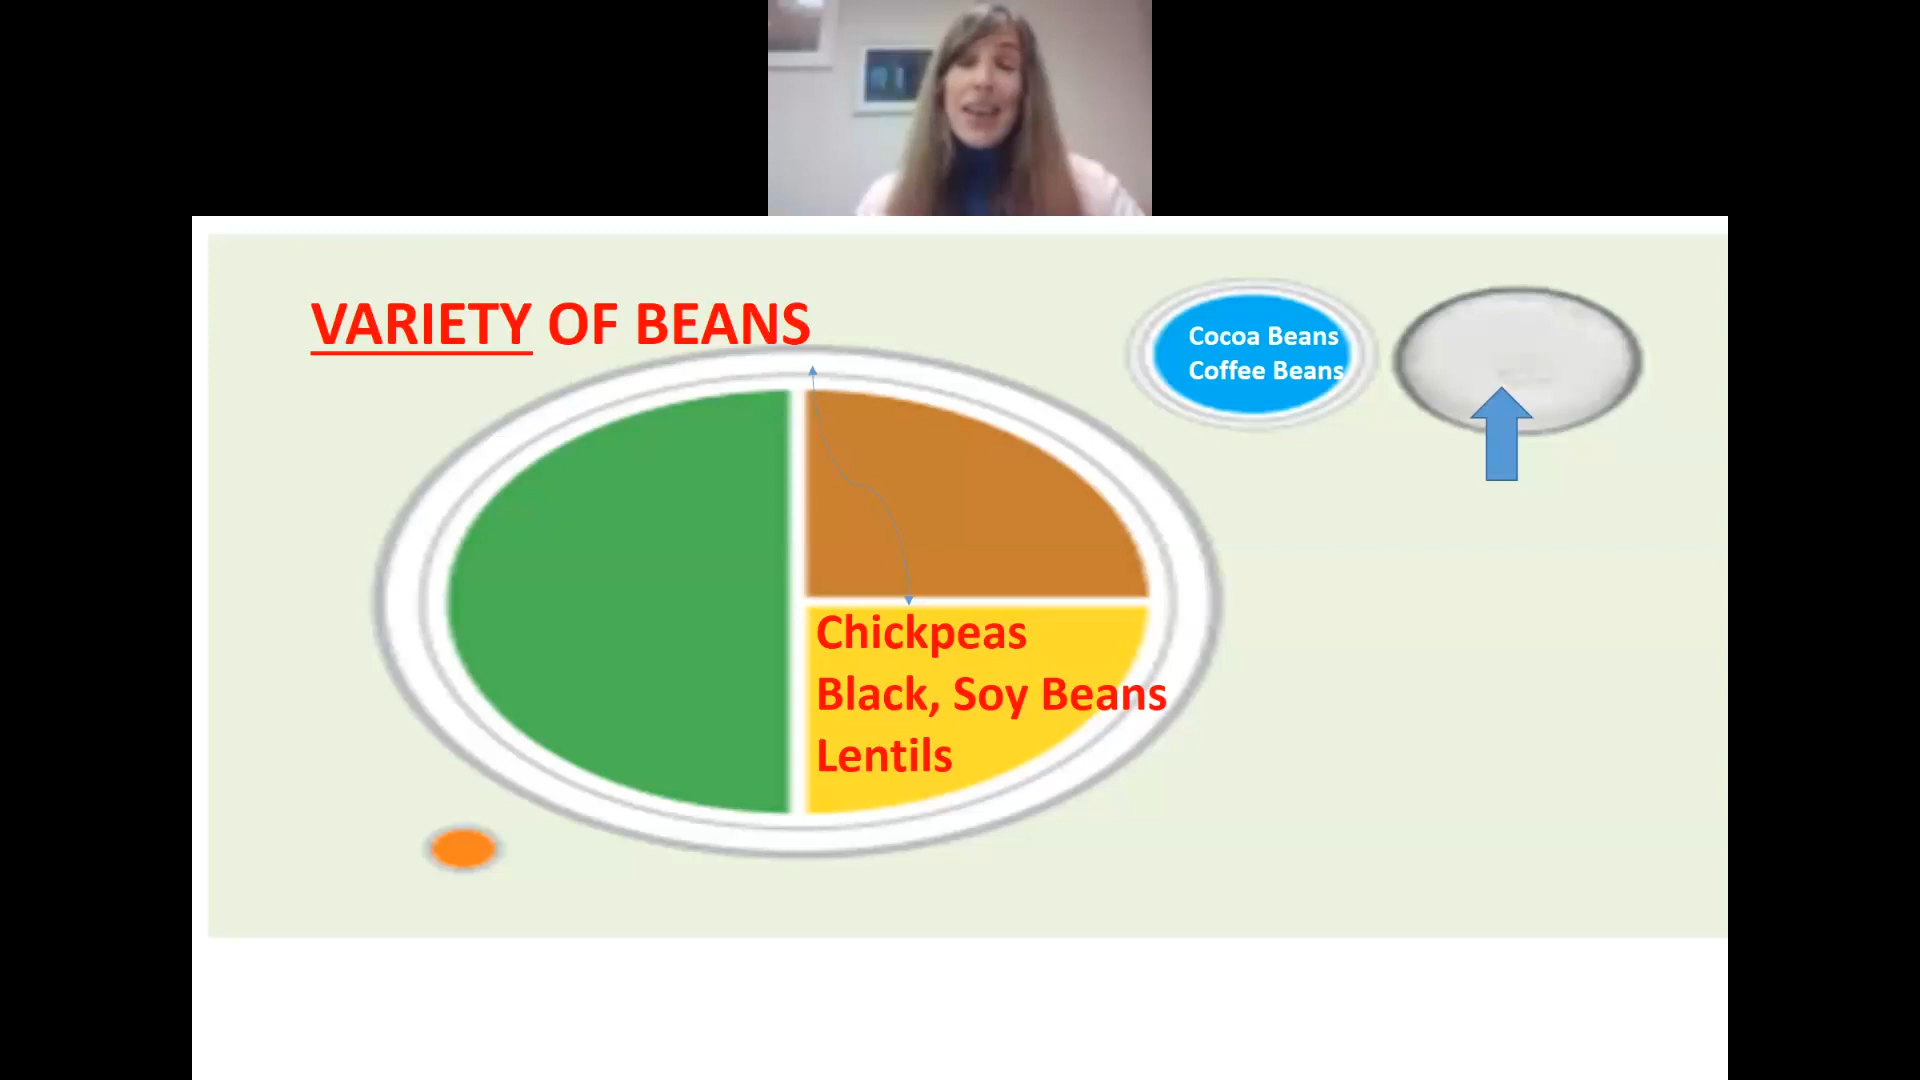 VARIETY OF BEANS
Cocoa Beans
Coffee Beans
Chickpeas
Black, Soy Beans
Lentils